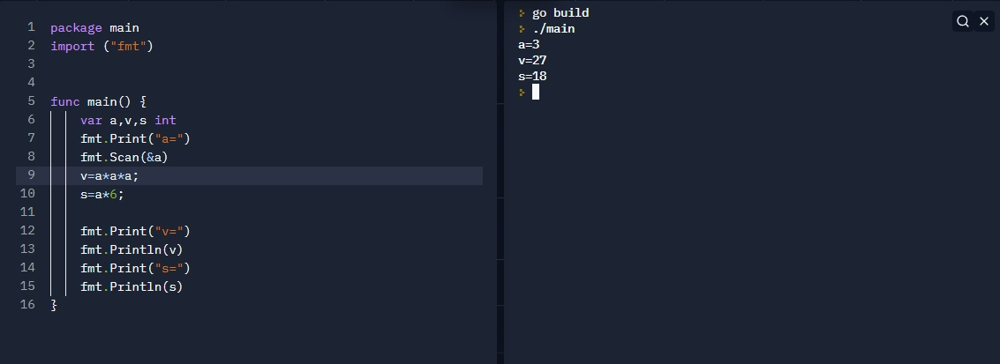 1 package main
2 import ("fmt")
3
4
5 func main() {
6     var a,v,s int
7     fmt.Print("a=")
8     fmt.Scan(&a)
9     v=a*a*a;
10     s=a*6;
11
12     fmt.Print("v=")
13     fmt.Println(v)
14     fmt.Print("s=")
15     fmt.Println(s)
16 }
go build
./main
a=3
v=27
s=18